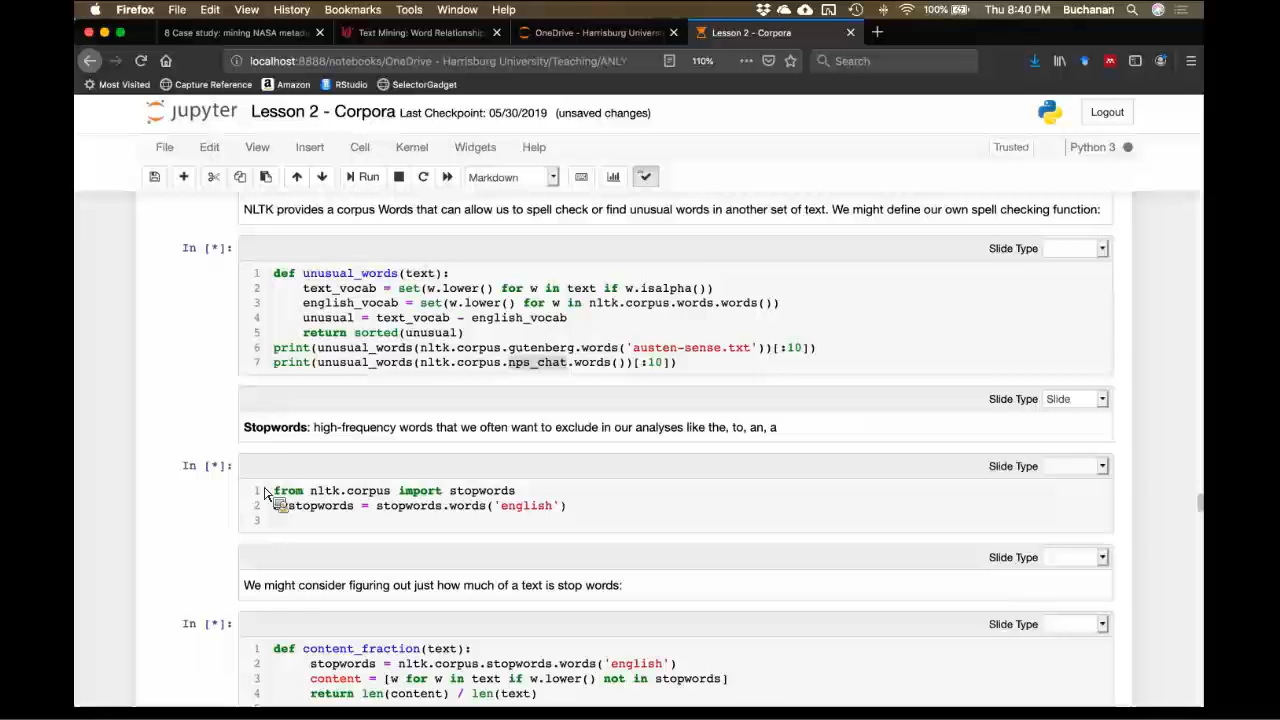 Firefox File Edit View History Bookmarks Tools Window Help 100% Thu 8:40 PM Buchanan
8 Case study: mining NASA metad Text Mining: Word Relationship OneDrive - Harrisburg Univers Lesson 2 - Corpora
localhost:8888/notebooks/OneDrive - Harrisburg University/Teaching/ANLY 110% Search
Most Visited Capture Reference Amazon RStudio SelectorGadget
jupyter Lesson 2 - Corpora Last Checkpoint: 05/30/2019 (unsaved changes) Logout
File Edit View Insert Cell Kernel Widgets Help Trusted Python 3
Run Markdown
NLTK provides a corpus Words that can allow us to spell check or find unusual words in another set of text. We might define our own spell checking function:
In [*]: Slide Type
1 def unusual_words(text):
2 text_vocab = set(w.lower() for w in text if w.isalpha())
3 english_vocab = set(w.lower() for w in nltk.corpus.words.words())
4 unusual = text_vocab - english_vocab
5 return sorted(unusual)
6 print(unusual_words(nltk.corpus.gutenberg.words('austen-sense.txt'))[:10])
7 print(unusual_words(nltk.corpus.nps_chat.words())[:10])
Slide Type Slide
Stopwords: high-frequency words that we often want to exclude in our analyses like the, to, an, a
In [*]: Slide Type
1 from nltk.corpus import stopwords
2 stopwords = stopwords.words('english')
3
Slide Type
We might consider figuring out just how much of a text is stop words:
In [*]: Slide Type
1 def content_fraction(text):
2 stopwords = nltk.corpus.stopwords.words('english')
3 content = [w for w in text if w.lower() not in stopwords]
4 return len(content) / len(text)